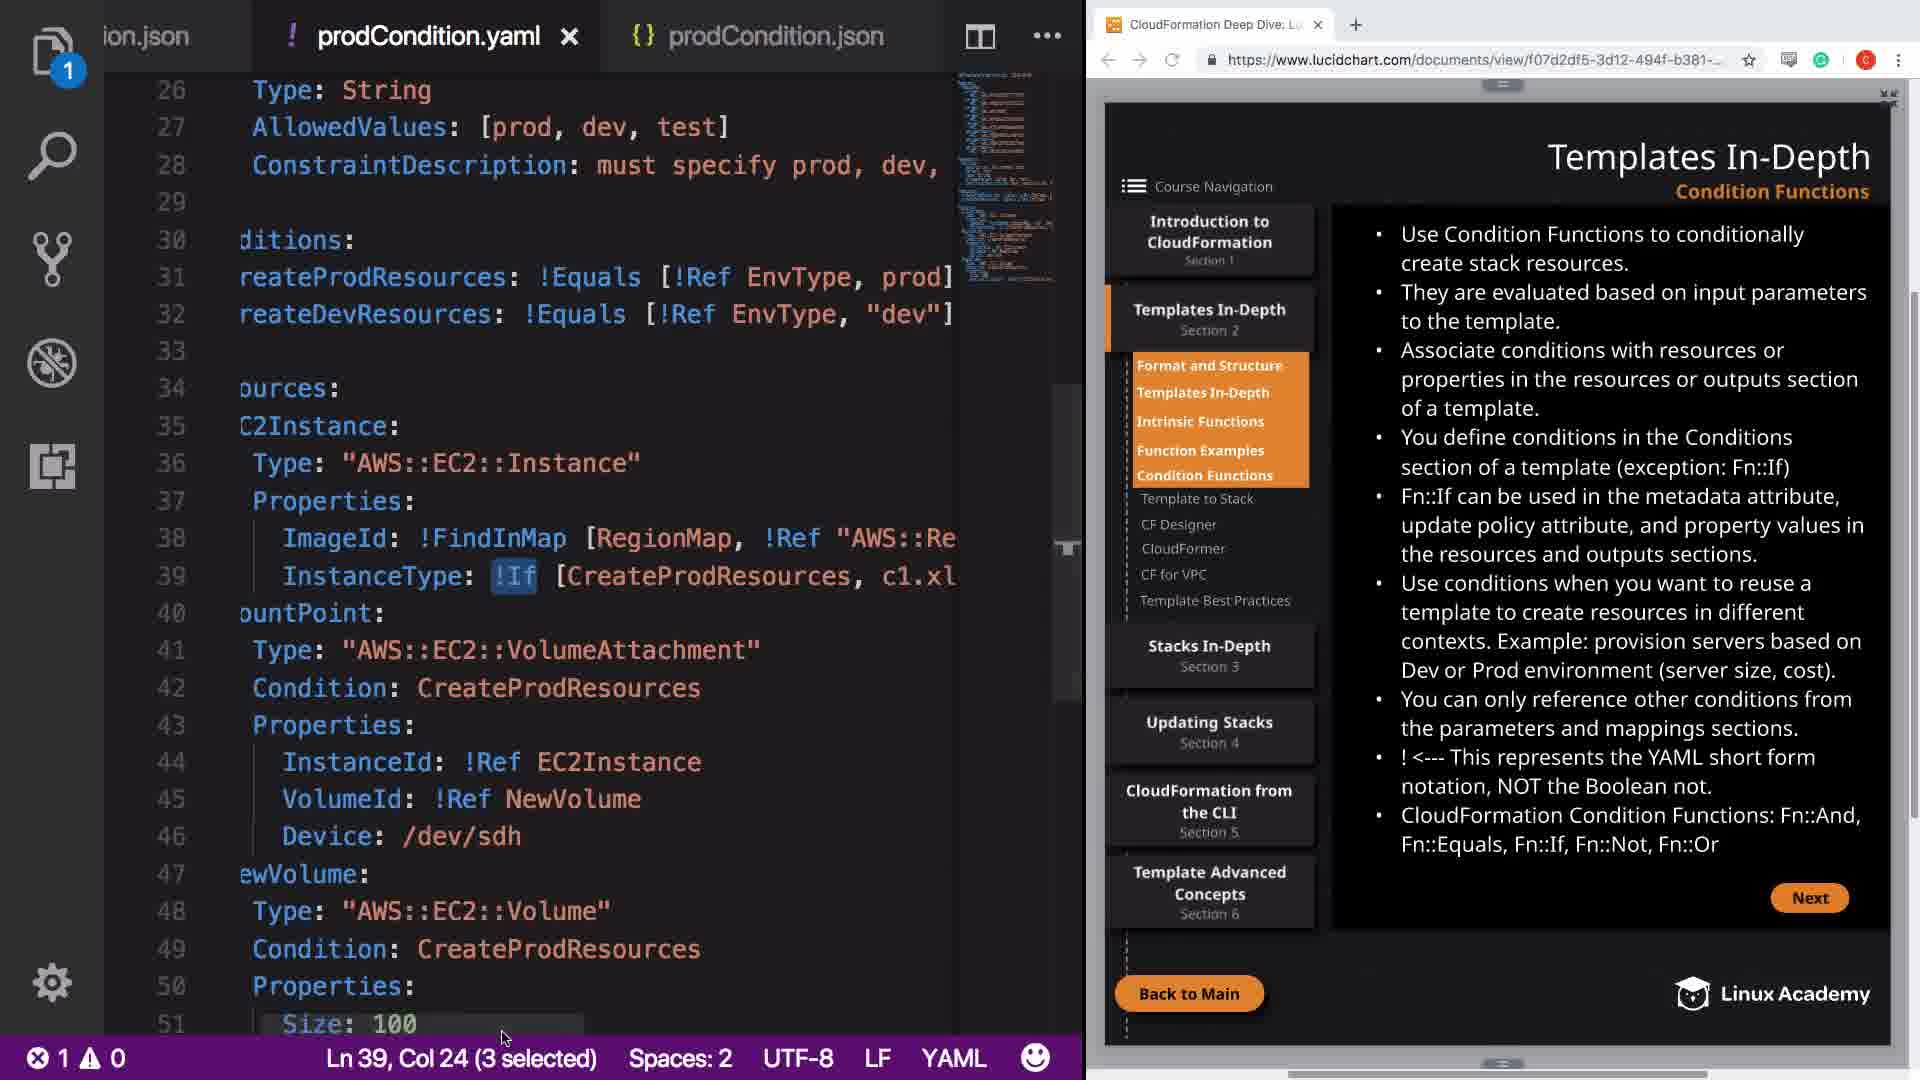 ion.json
! prodCondition.yaml ×
{} prodCondition.json
1
26 Type: String
27 AllowedValues: [prod, dev, test]
28 ConstraintDescription: must specify prod, dev,
29
30 ditions:
31 reateProdResources: !Equals [!Ref EnvType, prod]
32 reateDevResources: !Equals [!Ref EnvType, "dev"]
33
34 ources:
35 C2Instance:
36 Type: "AWS::EC2::Instance"
37 Properties:
38 ImageId: !FindInMap [RegionMap, !Ref "AWS::Re
39 InstanceType: !If [CreateProdResources, c1.xl
40 ountPoint:
41 Type: "AWS::EC2::VolumeAttachment"
42 Condition: CreateProdResources
43 Properties:
44 InstanceId: !Ref EC2Instance
45 VolumeId: !Ref NewVolume
46 Device: /dev/sdh
47 ewVolume:
48 Type: "AWS::EC2::Volume"
49 Condition: CreateProdResources
50 Properties:
51 Size: 100
1 0 Ln 39, Col 24 (3 selected) Spaces: 2 UTF-8 LF YAML
CloudFormation Deep Dive: Lu
https://www.lucidchart.com/documents/view/f07d2df5-3d12-494f-b381-...
C
Templates In-Depth
Condition Functions
Course Navigation
Introduction to
CloudFormation
Section 1
Templates In-Depth
Section 2
Format and Structure
Templates In-Depth
Intrinsic Functions
Function Examples
Condition Functions
Template to Stack
CF Designer
CloudFormer
CF for VPC
Template Best Practices
Stacks In-Depth
Section 3
Updating Stacks
Section 4
CloudFormation from
the CLI
Section 5
Template Advanced
Concepts
Section 6
Back to Main
• Use Condition Functions to conditionally
create stack resources.
• They are evaluated based on input parameters
to the template.
• Associate conditions with resources or
properties in the resources or outputs section
of a template.
• You define conditions in the Conditions
section of a template (exception: Fn::If)
• Fn::If can be used in the metadata attribute,
update policy attribute, and property values in
the resources and outputs sections.
• Use conditions when you want to reuse a
template to create resources in different
contexts. Example: provision servers based on
Dev or Prod environment (server size, cost).
• You can only reference other conditions from
the parameters and mappings sections.
• ! <--- This represents the YAML short form
notation, NOT the Boolean not.
• CloudFormation Condition Functions: Fn::And,
Fn::Equals, Fn::If, Fn::Not, Fn::Or
Next
Linux Academy